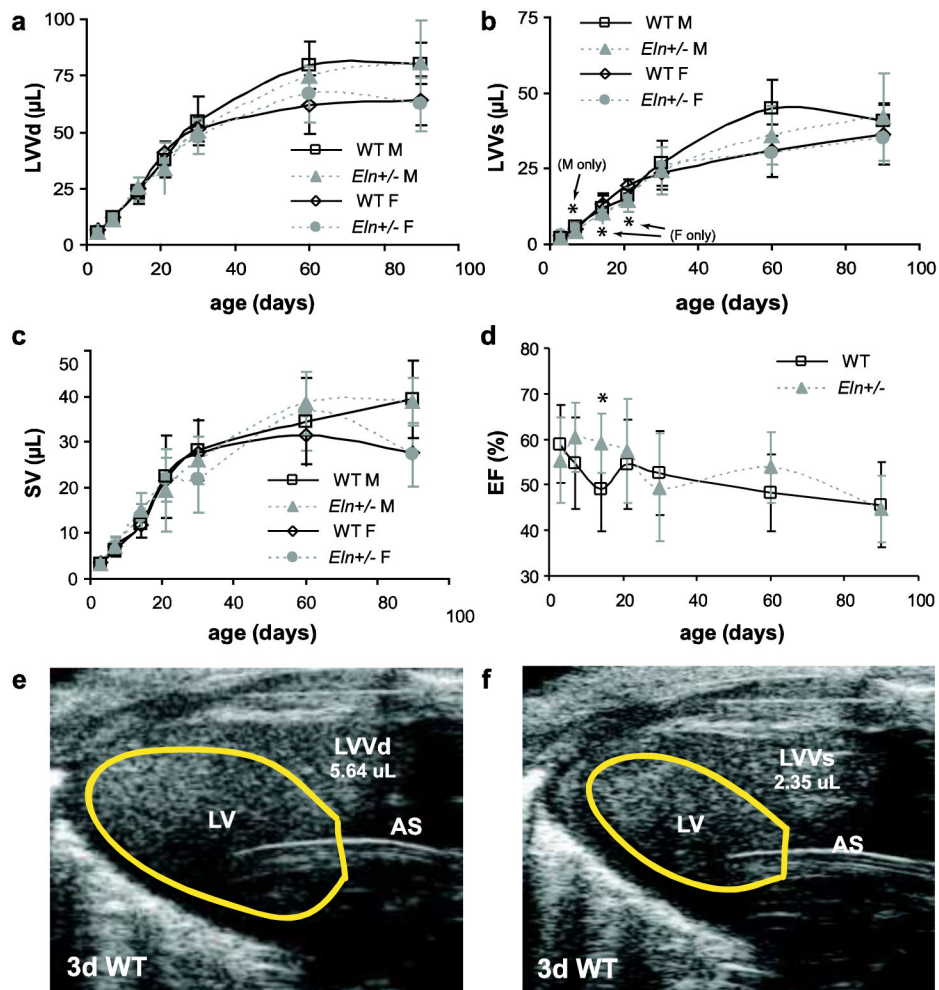 a
LVVd (µL)
100
75
50
25
0
WT M
Eln+/- M
WT F
Eln+/- F
0 20 40 60 80 100
age (days)
b
LVVs (µL)
75
50
25
0
WT M
Eln+/- M
WT F
Eln+/- F
(M only)
*
*
* (F only)
0 20 40 60 80 100
age (days)
c
SV (µL)
50
40
30
20
10
0
WT M
Eln+/- M
WT F
Eln+/- F
0 20 40 60 80 100
age (days)
d
EF (%)
80
70
60
50
40
30
WT
Eln+/-
*
0 20 40 60 80 100
age (days)
e
LVVd
5.64 uL
LV
AS
3d WT
f
LVVs
2.35 uL
LV
AS
3d WT